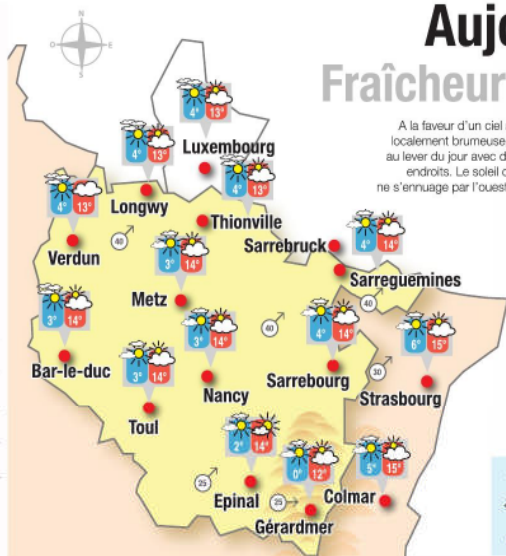 Aujo
Fraîcheur
A la faveur d'un ciel
localement brumeuse
au lever du jour avec d
endroits. Le soleil
ne s'ennuage par l'ouest
N
O
E
S
4° 13°
Luxembourg
4° 13°
Longwy
4° 13°
Thionville
4° 13°
Verdun
40
Sarrebruck
4° 14°
Sarreguemines
40
3° 14°
Metz
40
3° 14°
Bar-le-duc
3° 14°
Toul
3° 14°
Nancy
4° 14°
Sarrebourg
6° 15°
Strasbourg
30
2° 14°
Epinal
25
0° 12°
Gérardmer
25
5° 15°
Colmar